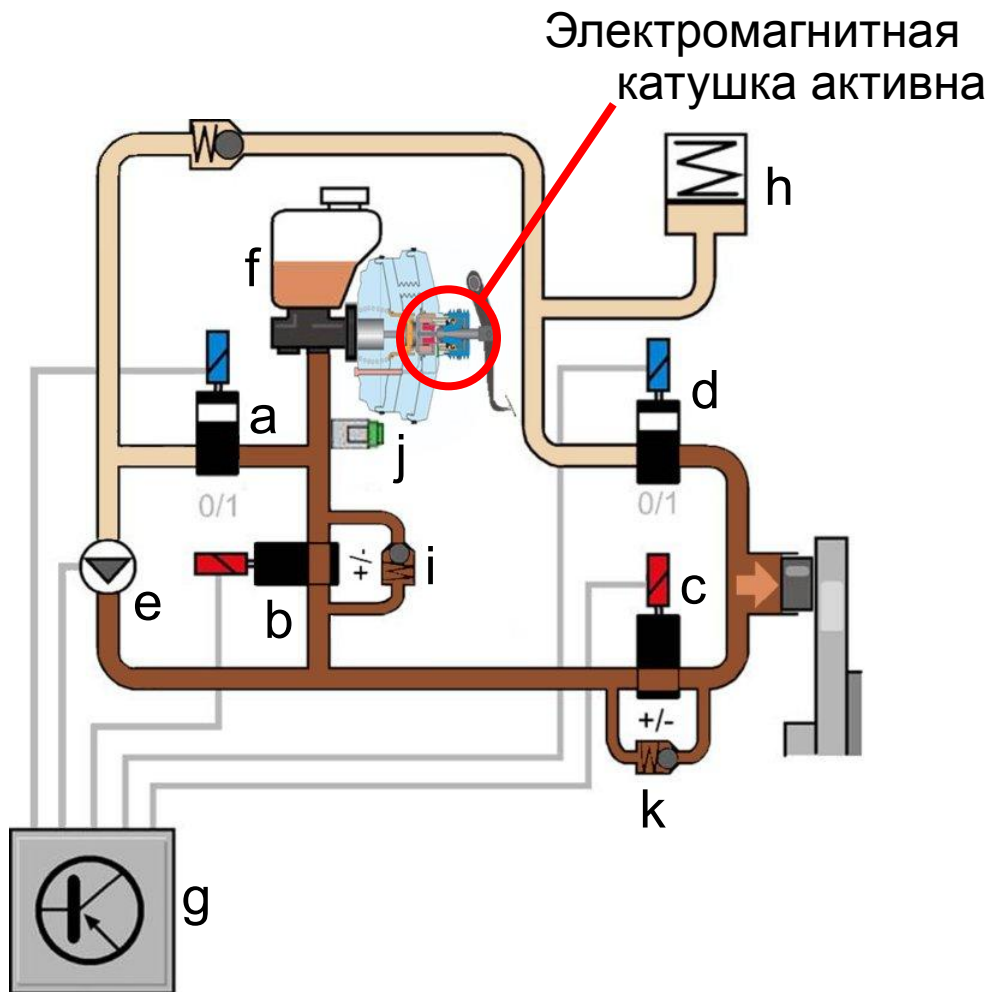 Электромагнитная
катушка активна
h
f
a
d
0/1
j
0/1
+/-
i
e
b
c
+/-
k
g